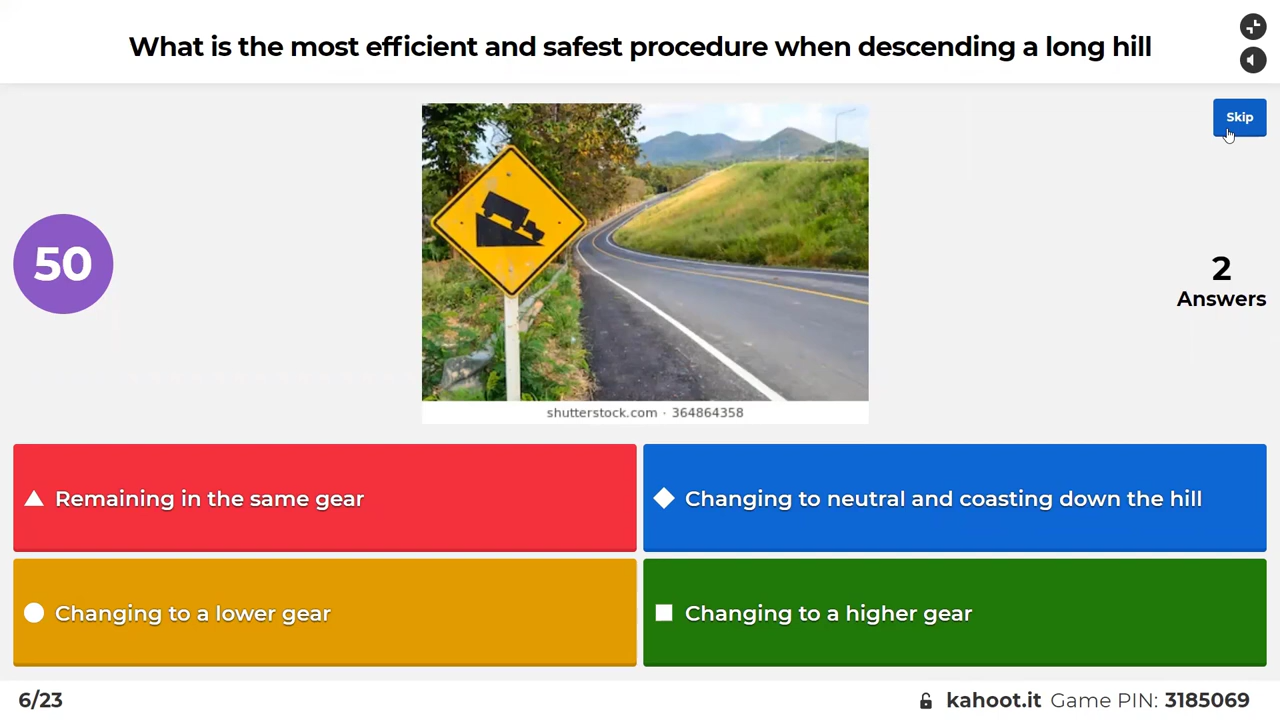 What is the most efficient and safest procedure when descending a long hill
Skip
50
2
Answers
shutterstock.com · 364864358
Remaining in the same gear
Changing to neutral and coasting down the hill
Changing to a lower gear
Changing to a higher gear
6/23
kahoot.it Game PIN: 3185069